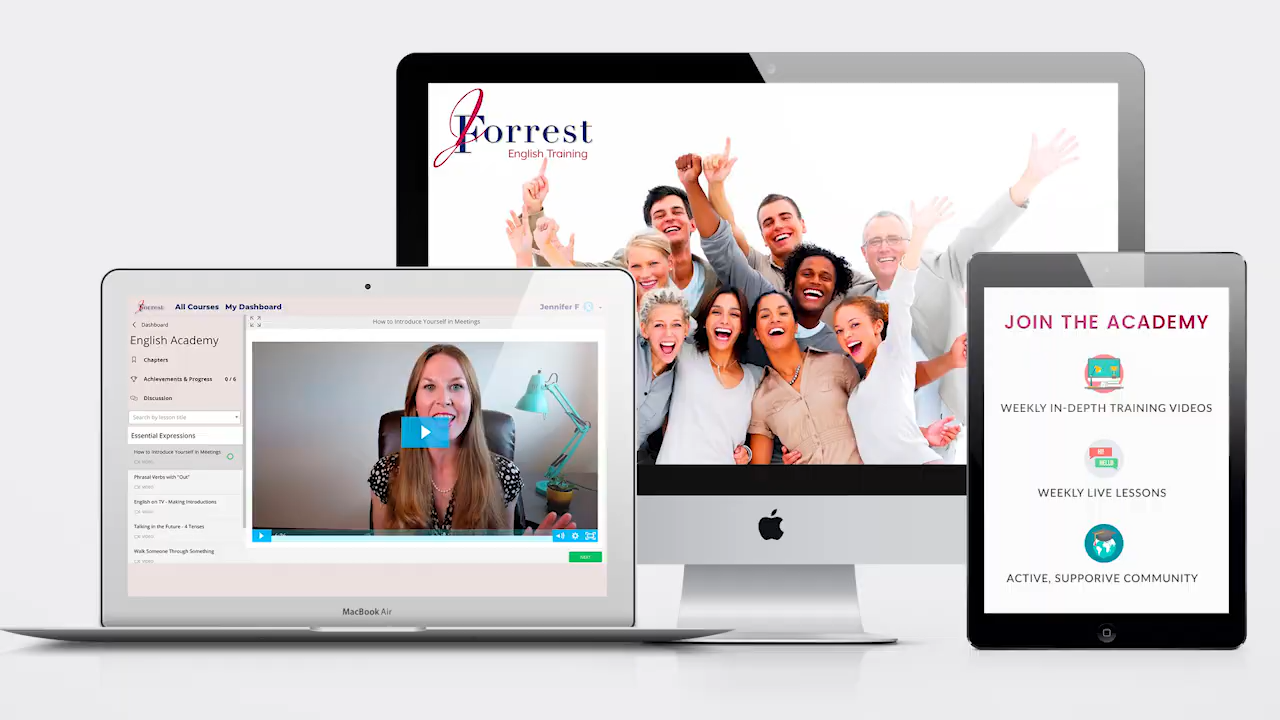 JForrest
English Training
Forrest
All Courses My Dashboard
Jennifer F
Dashboard
How to Introduce Yourself in Meetings
English Academy
Chapters
Achievements & Progress 0 / 6
Discussion
Search by lesson title
Essential Expressions
How to Introduce Yourself in Meetings
Phrasal Verbs with "Out"
English on TV - Making Introductions
Talking in the Future - 4 Tenses
Walk Someone Through Something
NEXT
MacBook Air
JOIN THE ACADEMY
WEEKLY IN-DEPTH TRAINING VIDEOS
HI!
HELLO!
WEEKLY LIVE LESSONS
ACTIVE, SUPPORIVE COMMUNITY